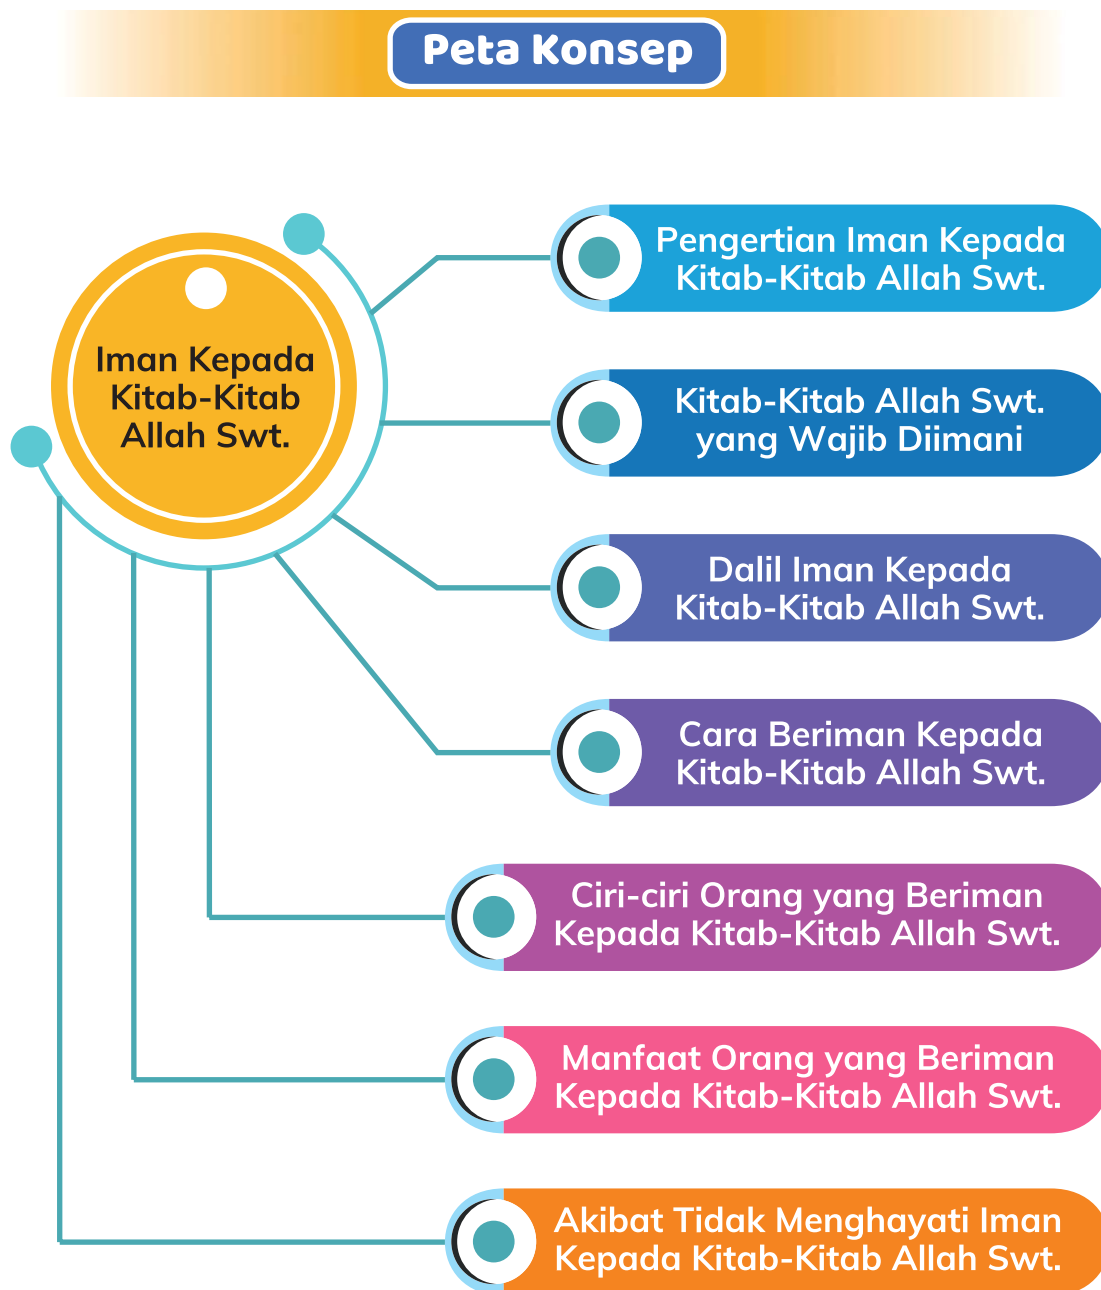 Peta Konsep
Iman Kepada
Kitab-Kitab
Allah Swt.
Pengertian Iman Kepada
Kitab-Kitab Allah Swt.
Kitab-Kitab Allah Swt.
yang Wajib Diimani
Dalil Iman Kepada
Kitab-Kitab Allah Swt.
Cara Beriman Kepada
Kitab-Kitab Allah Swt.
Ciri-ciri Orang yang Beriman
Kepada Kitab-Kitab Allah Swt.
Manfaat Orang yang Beriman
Kepada Kitab-Kitab Allah Swt.
Akibat Tidak Menghayati Iman
Kepada Kitab-Kitab Allah Swt.